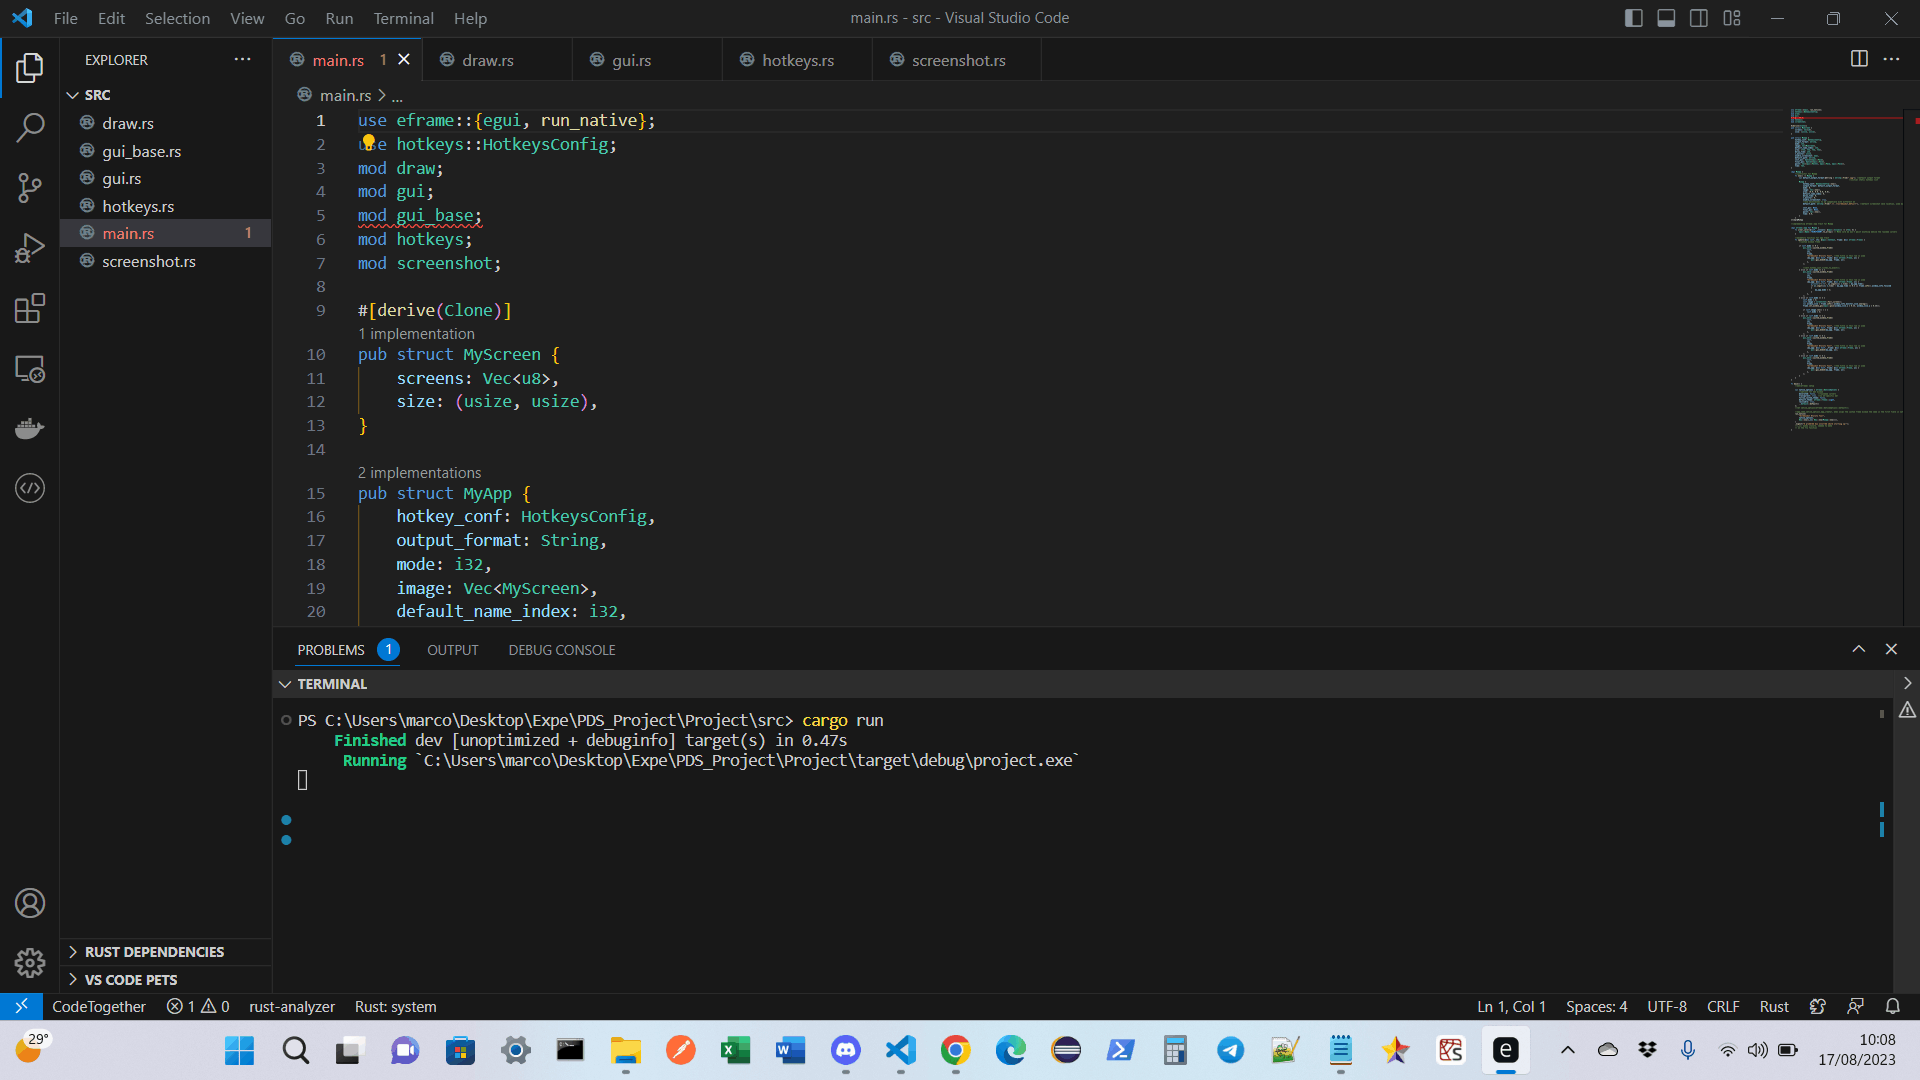 File Edit Selection View Go Run Terminal Help
main.rs - src - Visual Studio Code
EXPLORER
SRC
draw.rs
gui_base.rs
gui.rs
hotkeys.rs
main.rs 1
screenshot.rs
RUST DEPENDENCIES
VS CODE PETS
main.rs 1 draw.rs gui.rs hotkeys.rs screenshot.rs
main.rs > ...
1 use eframe::{egui, run_native};
2 use hotkeys::HotkeysConfig;
3 mod draw;
4 mod gui;
5 mod gui_base;
6 mod hotkeys;
7 mod screenshot;
8
9 #[derive(Clone)]
1 implementation
10 pub struct MyScreen {
11 screens: Vec<u8>,
12 size: (usize, usize),
13 }
14
2 implementations
15 pub struct MyApp {
16 hotkey_conf: HotkeysConfig,
17 output_format: String,
18 mode: i32,
19 image: Vec<MyScreen>,
20 default_name_index: i32,
PROBLEMS 1 OUTPUT DEBUG CONSOLE
TERMINAL
PS C:\Users\marco\Desktop\Expe\PDS_Project\Project\src> cargo run
Finished dev [unoptimized + debuginfo] target(s) in 0.47s
Running `C:\Users\marco\Desktop\Expe\PDS_Project\Project\target\debug\project.exe`
CodeTogether 1 0 rust-analyzer Rust: system
Ln 1, Col 1 Spaces: 4 UTF-8 CRLF Rust
29°
10:08
17/08/2023